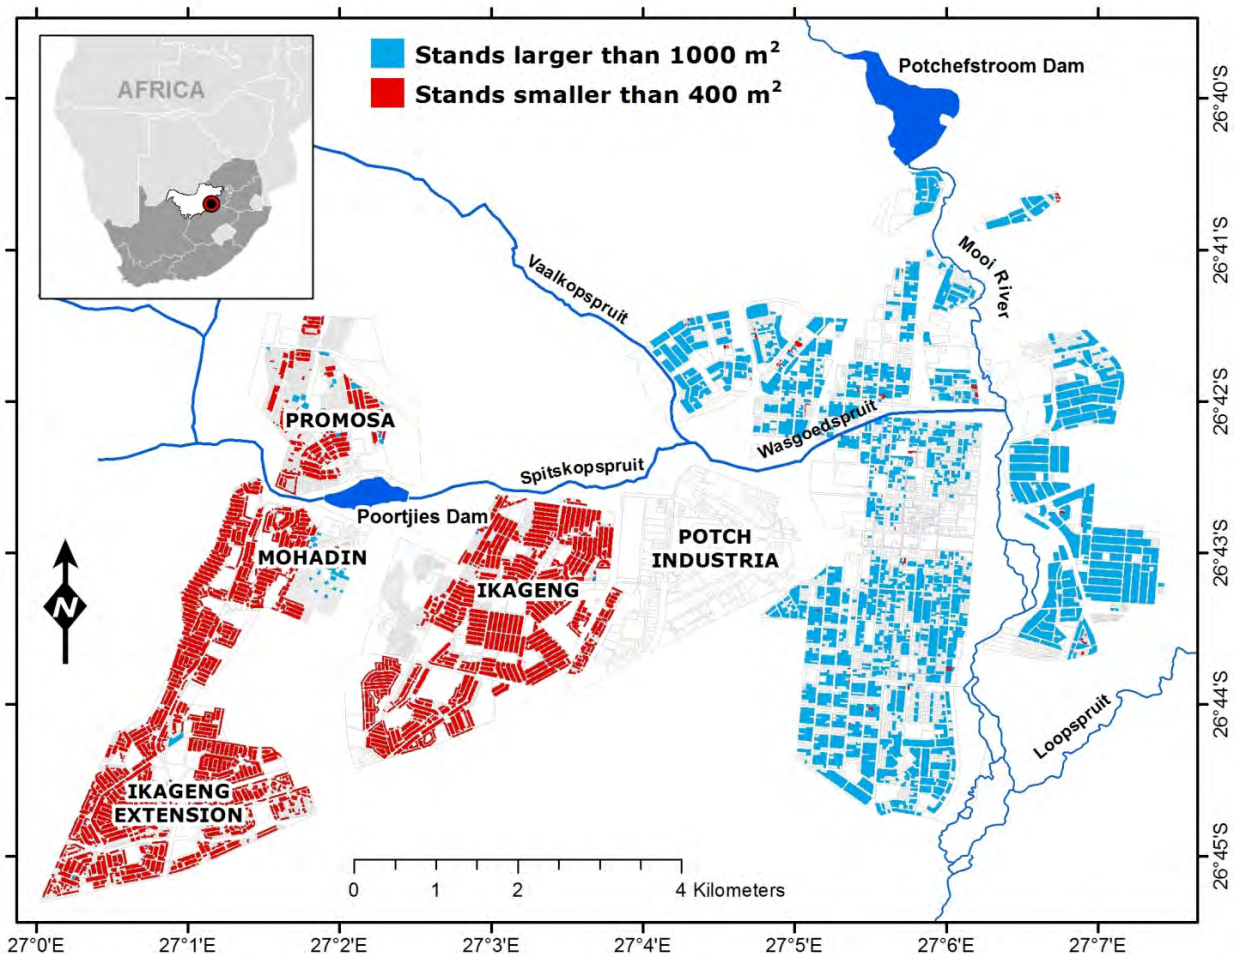 AFRICA
Stands larger than 1000 m²
Stands smaller than 400 m²
Potchefstroom Dam
26°40'S
26°41'S
Mooi River
Vaalkopspruit
26°42'S
PROMOSA
Wasgoedspruit
Spitskopspruit
Poortjies Dam
MOHADIN
POTCH
INDUSTRIA
26°43'S
IKAGENG
N
26°44'S
Loopspruit
IKAGENG
EXTENSION
26°45'S
0 1 2 4 Kilometers
27°0'E 27°1'E 27°2'E 27°3'E 27°4'E 27°5'E 27°6'E 27°7'E